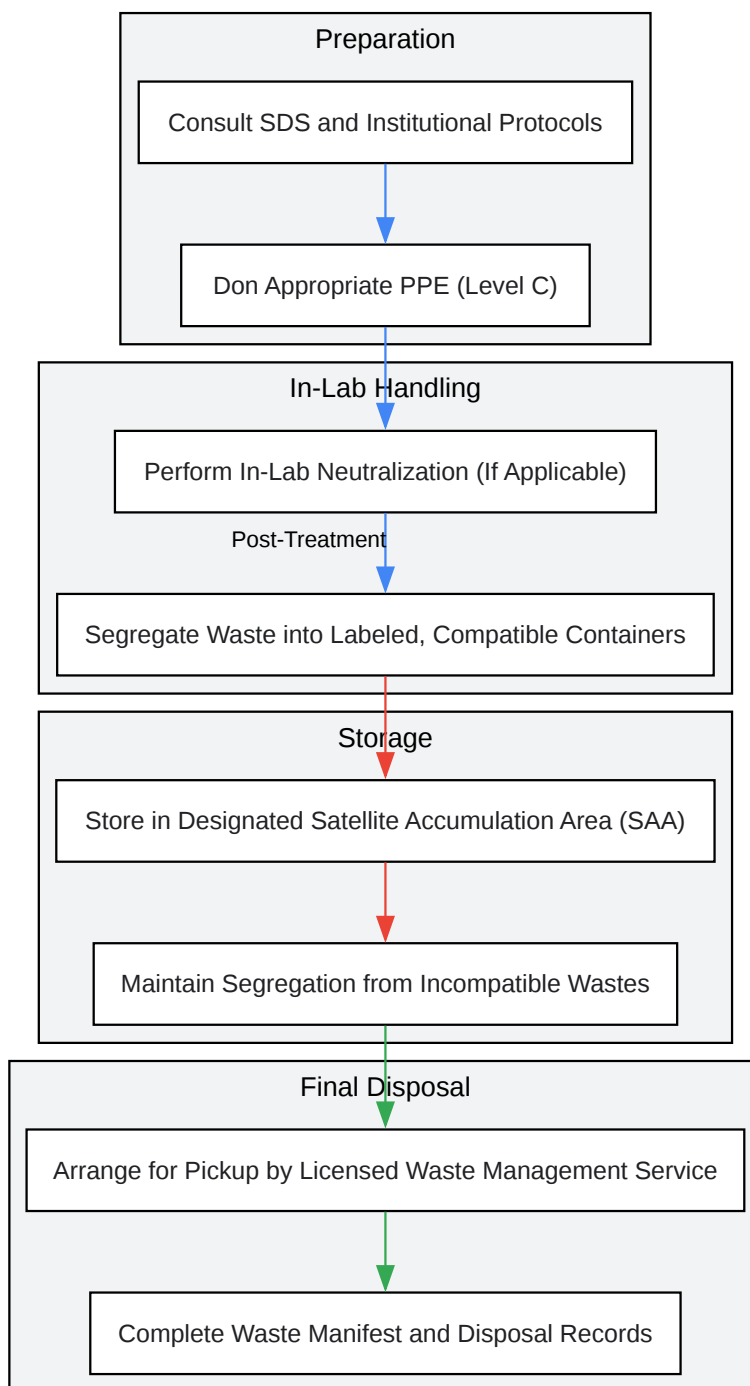 Preparation
Consult SDS and Institutional Protocols
Don Appropriate PPE (Level C)
In-Lab Handling
Perform In-Lab Neutralization (If Applicable)
Post-Treatment
Segregate Waste into Labeled, Compatible Containers
Storage
Store in Designated Satellite Accumulation Area (SAA)
Maintain Segregation from Incompatible Wastes
Final Disposal
Arrange for Pickup by Licensed Waste Management Service
Complete Waste Manifest and Disposal Records